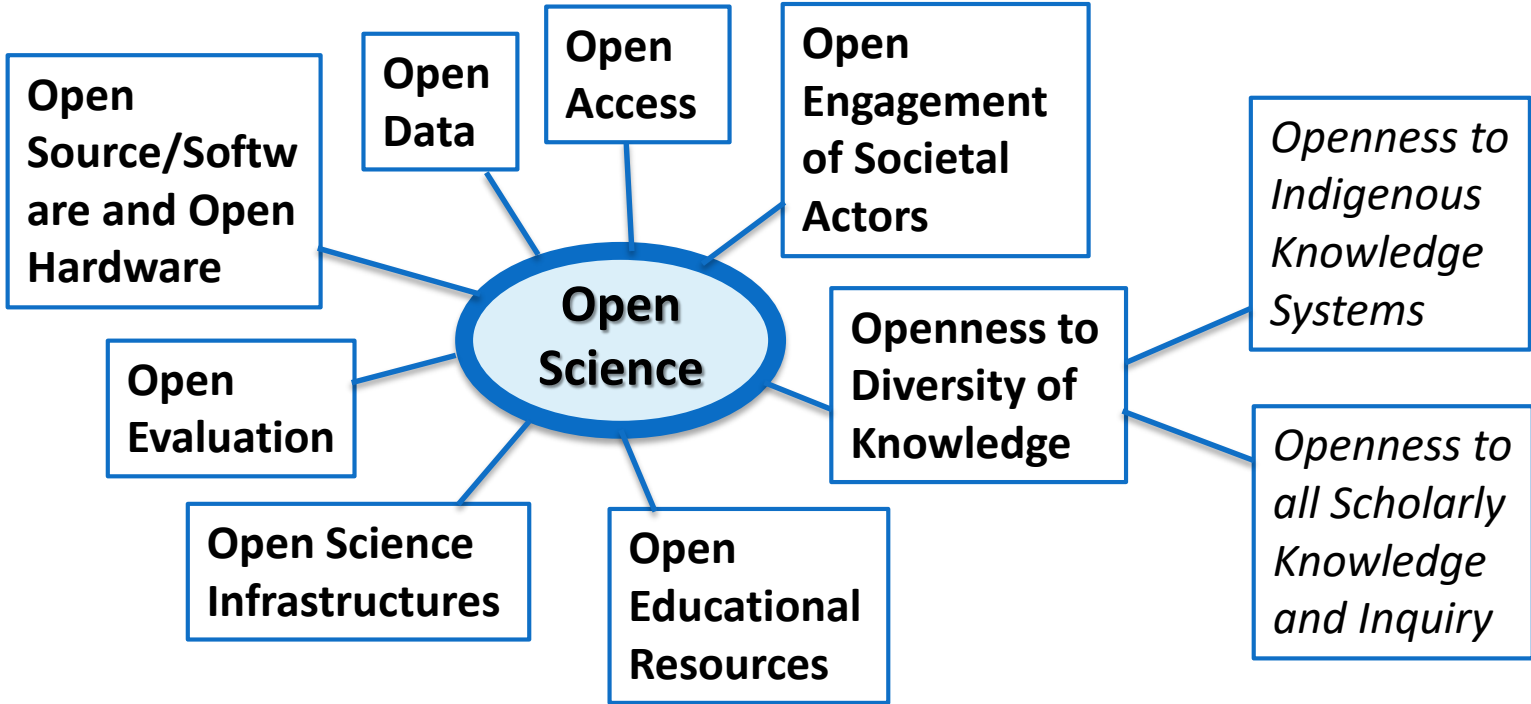 Open
Source/Softw
are and Open
Hardware
Open
Data
Open
Access
Open
Engagement
of Societal
Actors
Openness to
Indigenous
Knowledge
Systems
Open
Science
Openness to
Diversity of
Knowledge
Open
Evaluation
Openness to
all Scholarly
Knowledge
and Inquiry
Open Science
Infrastructures
Open
Educational
Resources